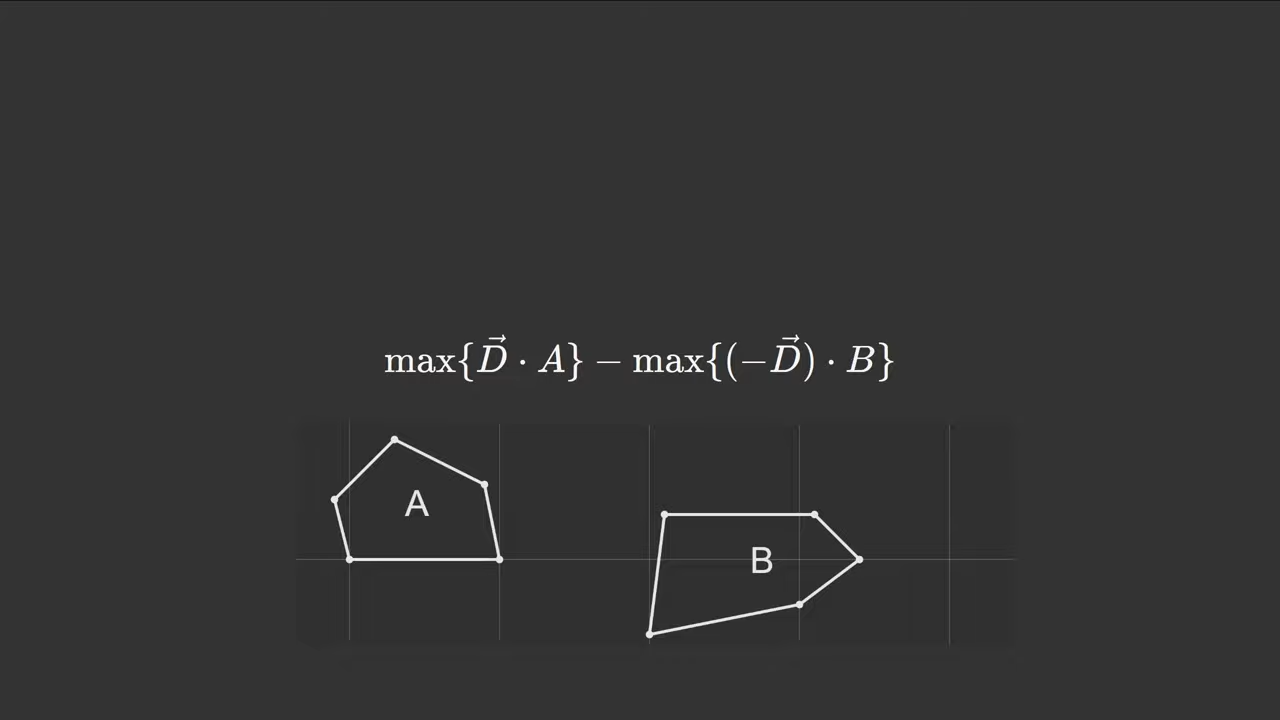 max{D⃗ · A} − max{(−D⃗) · B}
A
B